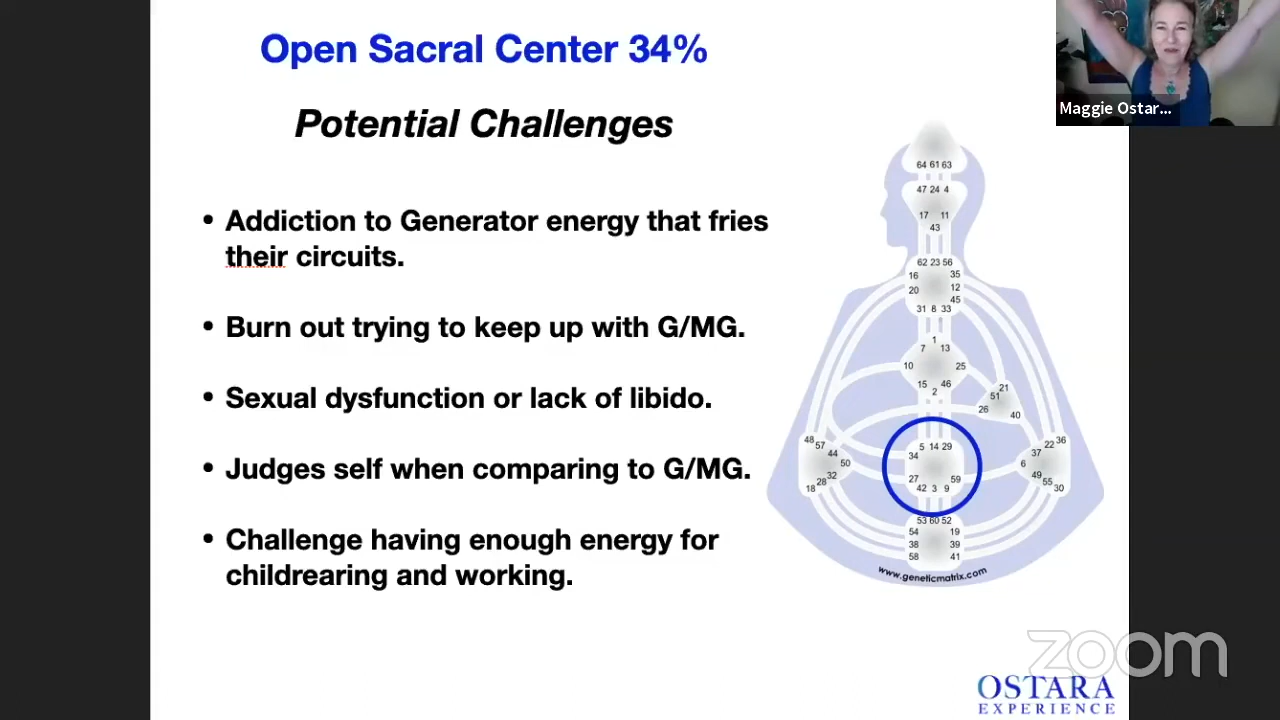 Open Sacral Center 34%
Potential Challenges
• Addiction to Generator energy that fries
their circuits.
• Burn out trying to keep up with G/MG.
• Sexual dysfunction or lack of libido.
• Judges self when comparing to G/MG.
• Challenge having enough energy for
childrearing and working.
Maggie Ostar...
64 61 63
47 24 4
17 11
43
62 23 56
16 35
20 12
45
31 8 33
1
7 13
10 25
15 46
2
21
51
26 40
48 57 44 50
32
28
18
5 14 29
34
27 59
42 3 9
36
22
37
6
49
55
30
53 60 52
54 19
38 39
58 41
www.geneticmatrix.com
zoom
OSTARA
EXPERIENCE